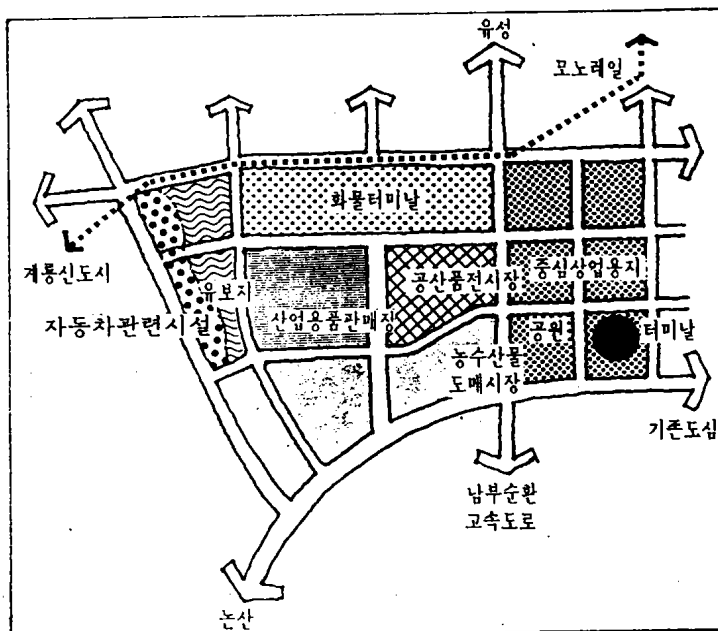 유성
모노레일
화물터미날
계룡신도시
유보지
공산품전시장
중심상업용지
자동차관련시설
산업용품판매장
공원
터미날
농수산물
도매시장
기존도심
남부순환
고속도로
논산